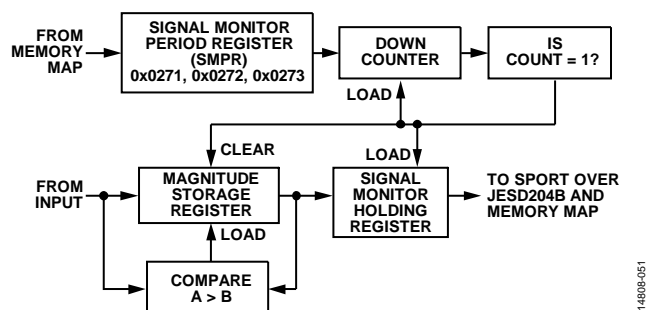 FROM
MEMORY
MAP
SIGNAL MONITOR
PERIOD REGISTER
(SMPR)
0x0271, 0x0272, 0x0273
DOWN
COUNTER
IS
COUNT = 1?
LOAD
CLEAR
LOAD
FROM
INPUT
MAGNITUDE
STORAGE
REGISTER
SIGNAL
MONITOR
HOLDING
REGISTER
TO SPORT OVER
JESD204B AND
MEMORY MAP
LOAD
COMPARE
A > B
14808-051